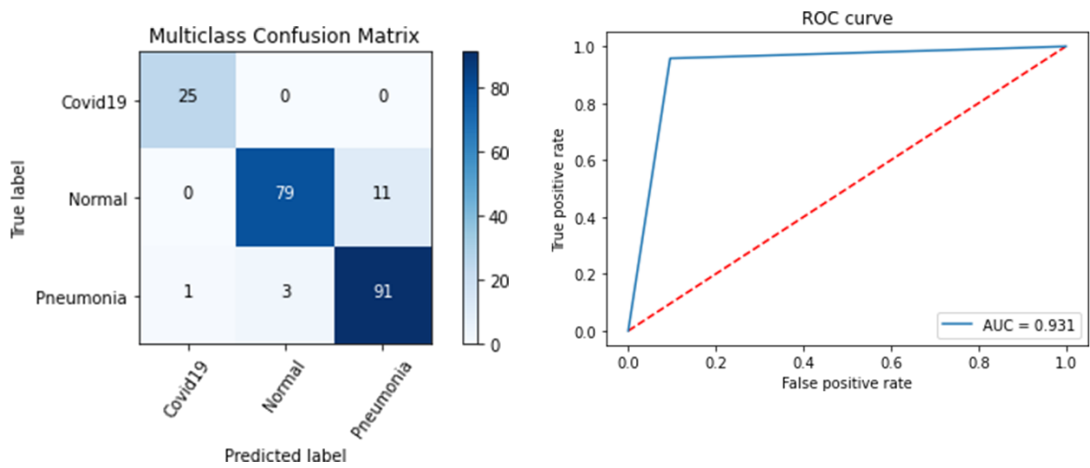 Multiclass Confusion Matrix
True label
Covid19
25 0 0
Normal
0 79 11
Pneumonia
1 3 91
Covid19 Normal Pneumonia
Predicted label
80
60
40
20
0
ROC curve
True positive rate
1.0
0.8
0.6
0.4
0.2
0.0
AUC = 0.931
0.0 0.2 0.4 0.6 0.8 1.0
False positive rate